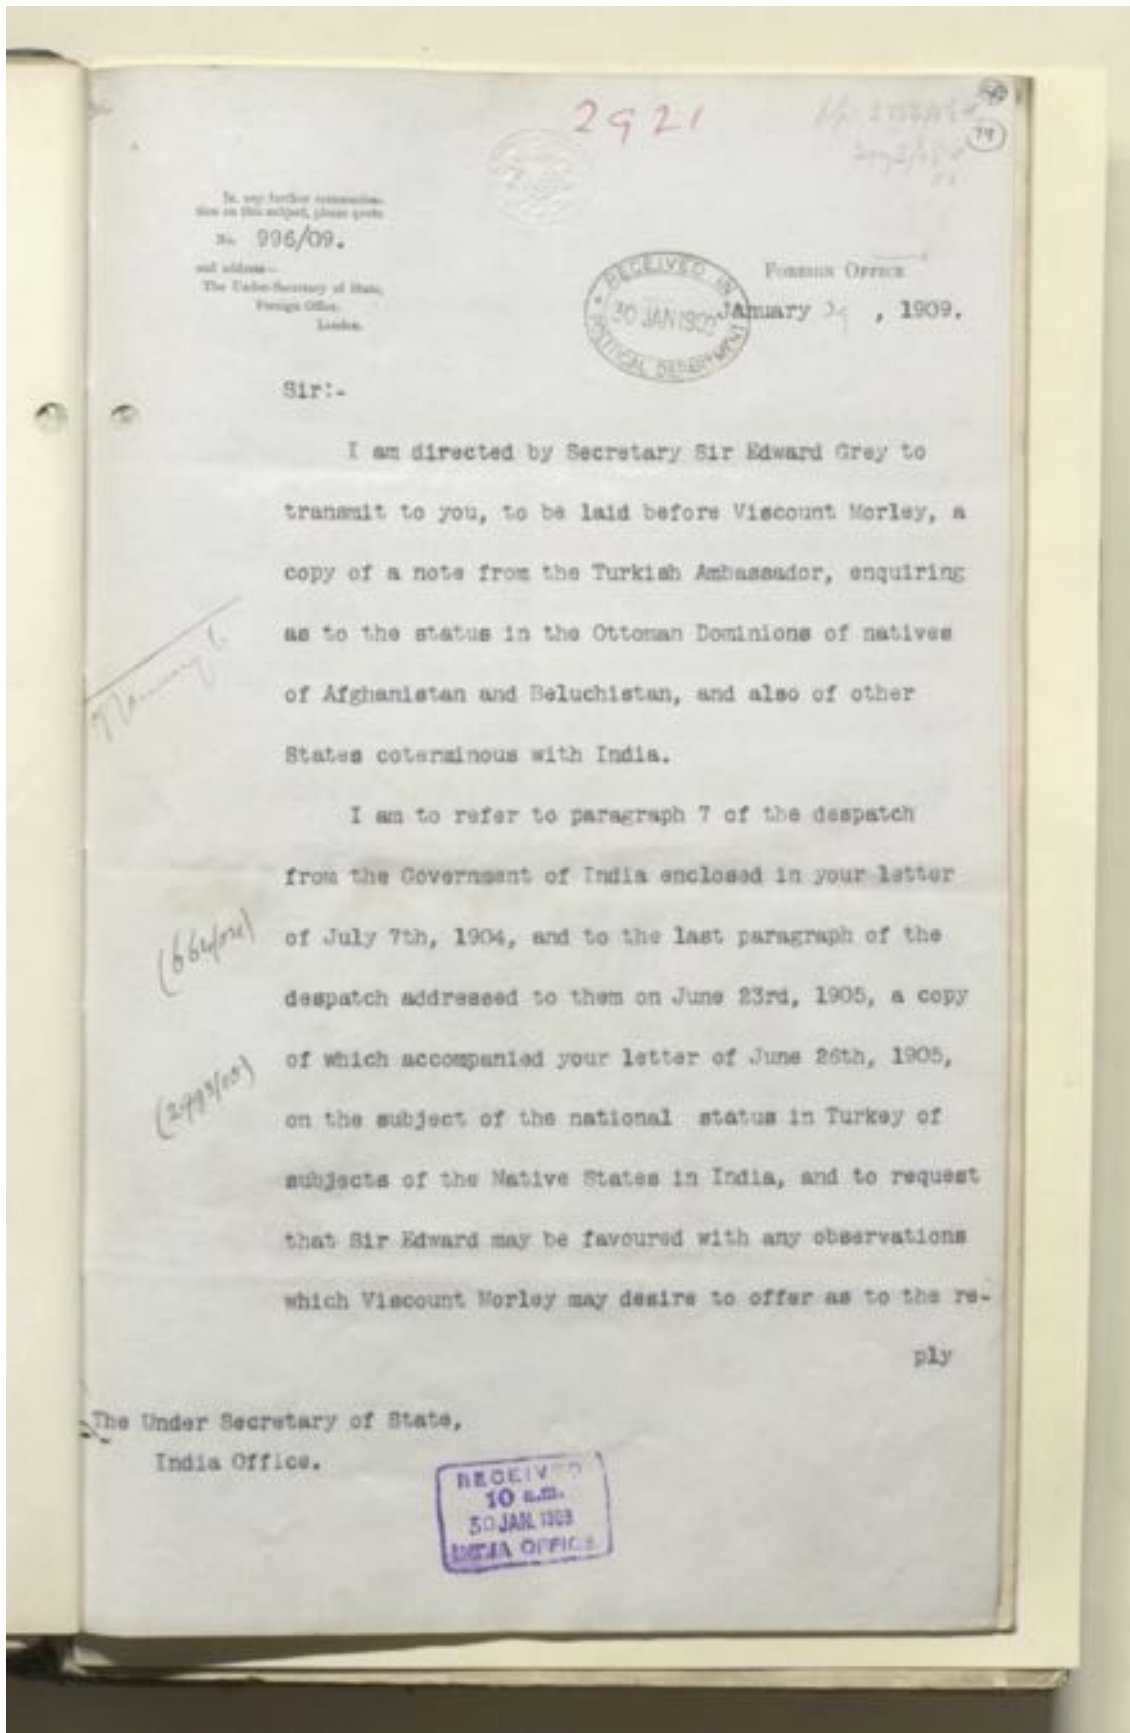 2921
79
In any further communica-
tion on this subject, please quote
No. 996/09.
and address—
The Under-Secretary of State,
Foreign Office,
London.
FOREIGN OFFICE
RECEIVED IN
30 JAN 1909
POLITICAL DEPARTMENT
January 29, 1909.
Sir:-
I am directed by Secretary Sir Edward Grey to
transmit to you, to be laid before Viscount Morley, a
copy of a note from the Turkish Ambassador, enquiring
as to the status in the Ottoman Dominions of natives
of Afghanistan and Beluchistan, and also of other
States coterminous with India.
I am to refer to paragraph 7 of the despatch
from the Government of India enclosed in your letter
of July 7th, 1904, and to the last paragraph of the
despatch addressed to them on June 23rd, 1905, a copy
of which accompanied your letter of June 26th, 1905,
on the subject of the national status in Turkey of
subjects of the Native States in India, and to request
that Sir Edward may be favoured with any observations
which Viscount Morley may desire to offer as to the re-
ply
The Under Secretary of State,
India Office.
RECEIVED
10 a.m.
30 JAN. 1909
INDIA OFFICE